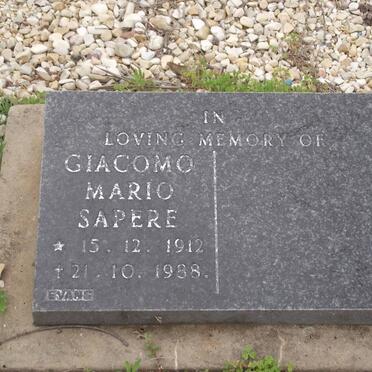 IN
LOVING MEMORY OF
GIACOMO
MARIO
SAPERE
* 15. 12. 1912
† 21. 10. 1988.
EVANS